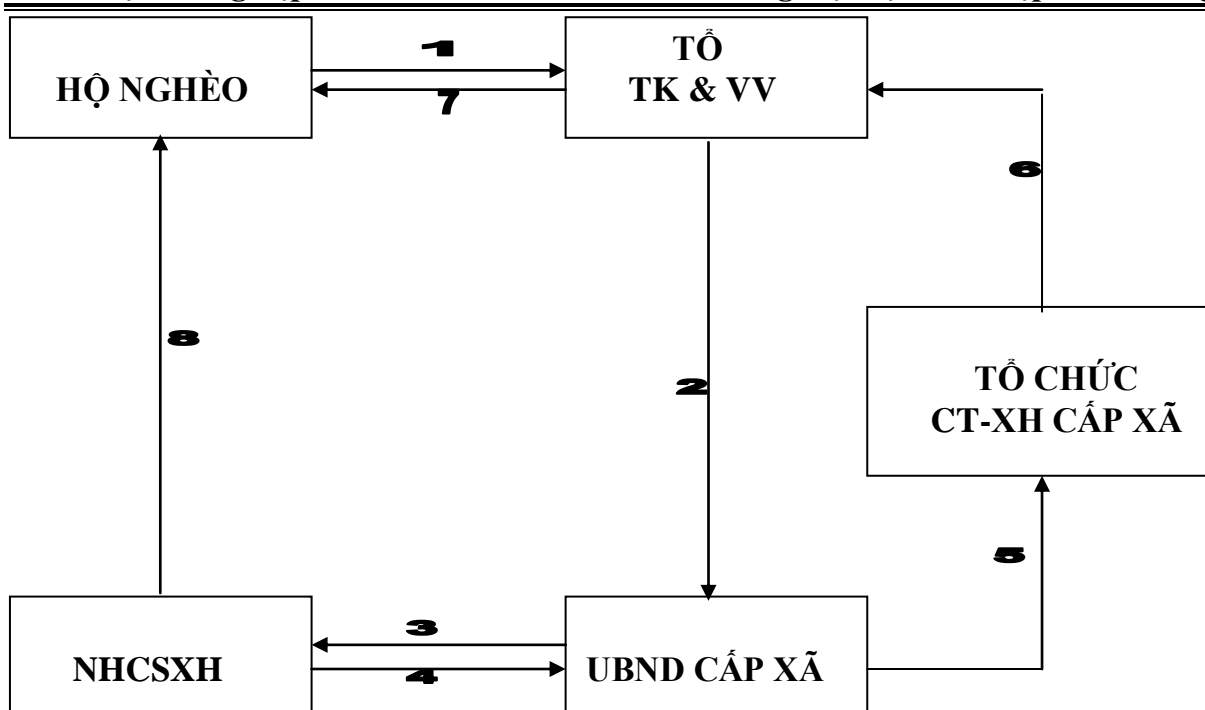 1
TỔ
HỘ NGHÈO
TK & VV
7
6
8
2
TỔ CHỨC
CT-XH CẤP XÃ
5
3
NHCSXH
UBND CẤP XÃ
4